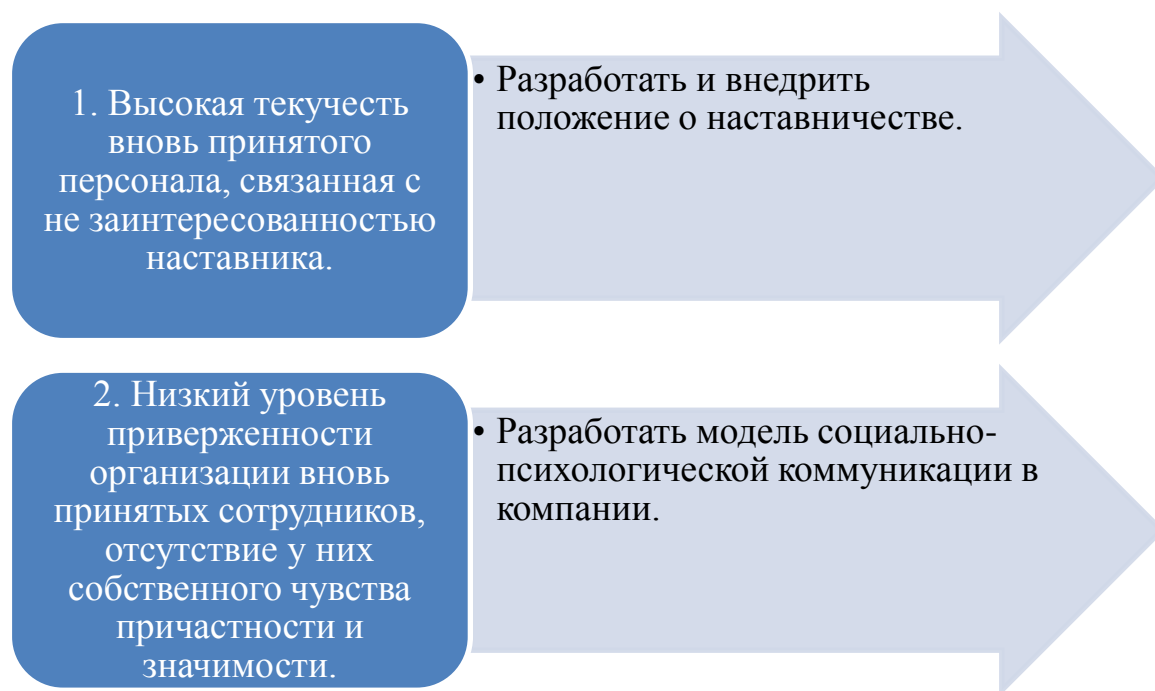 1. Высокая текучесть
вновь принятого
персонала, связанная с
не заинтересованностью
наставника.
• Разработать и внедрить
положение о наставничестве.
2. Низкий уровень
приверженности
организации вновь
принятых сотрудников,
отсутствие у них
собственного чувства
причастности и
значимости.
• Разработать модель социально-
психологической коммуникации в
компании.